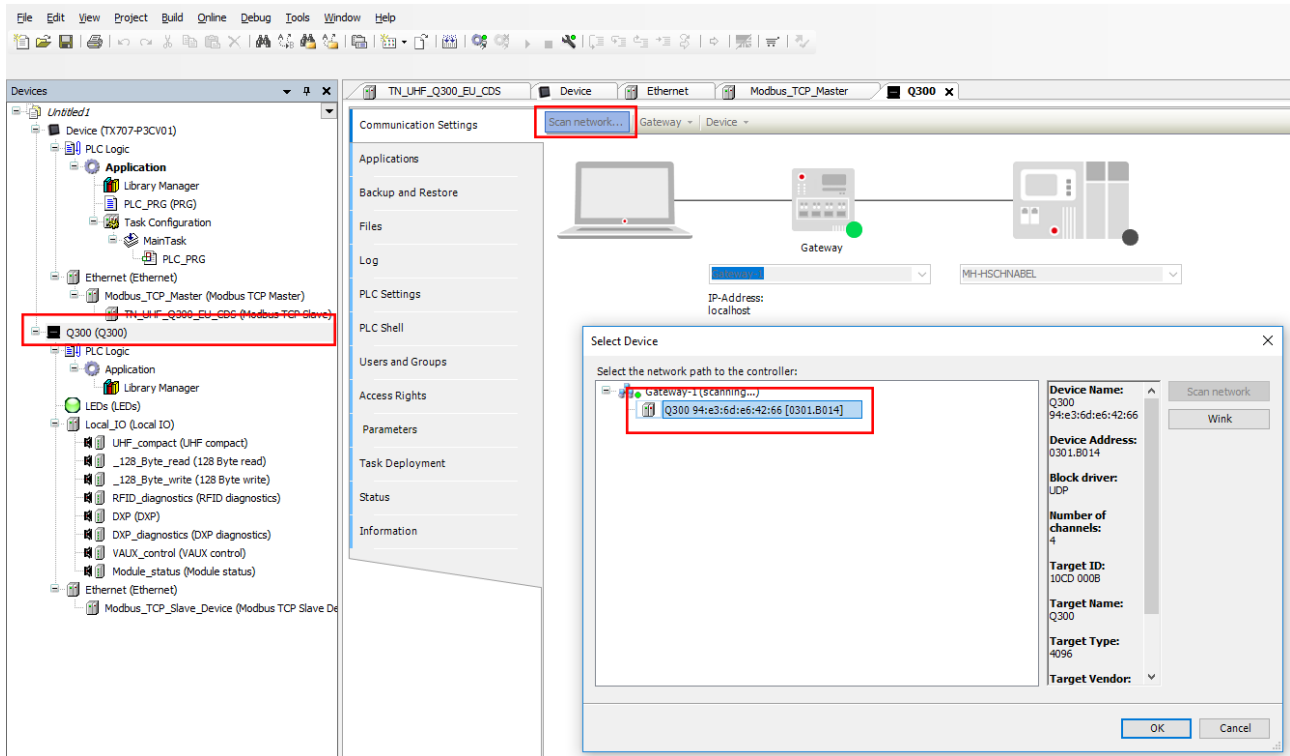 File Edit View Project Build Online Debug Tools Window Help
Devices
Untitled1
Device (TX707-P3CV01)
PLC Logic
Application
Library Manager
PLC_PRG (PRG)
Task Configuration
MainTask
PLC_PRG
Ethernet (Ethernet)
Modbus_TCP_Master (Modbus TCP Master)
TN_UHF_Q300_EU_CDS (Modbus TCP Slave)
Q300 (Q300)
PLC Logic
Application
Library Manager
LEDs (LEDs)
Local_IO (Local IO)
UHF_compact (UHF compact)
_128_Byte_read (128 Byte read)
_128_Byte_write (128 Byte write)
RFID_diagnostics (RFID diagnostics)
DXP (DXP)
DXP_diagnostics (DXP diagnostics)
VAUX_control (VAUX control)
Module_status (Module status)
Ethernet (Ethernet)
Modbus_TCP_Slave_Device (Modbus TCP Slave De
TN_UHF_Q300_EU_CDS Device Ethernet Modbus_TCP_Master Q300
Communication Settings
Applications
Backup and Restore
Files
Log
PLC Settings
PLC Shell
Users and Groups
Access Rights
Parameters
Task Deployment
Status
Information
Scan network... Gateway Device
Gateway
Gateway-1
MH-HSCHNABEL
IP-Address:
localhost
Select Device
Select the network path to the controller:
Gateway-1 (scanning...)
Q300 94:e3:6d:e6:42:66 [0301.B014]
Device Name:
Q300
94:e3:6d:e6:42:66
Device Address:
0301.B014
Block driver:
UDP
Number of
channels:
4
Target ID:
10CD 000B
Target Name:
Q300
Target Type:
4096
Target Vendor:
Scan network
Wink
OK Cancel